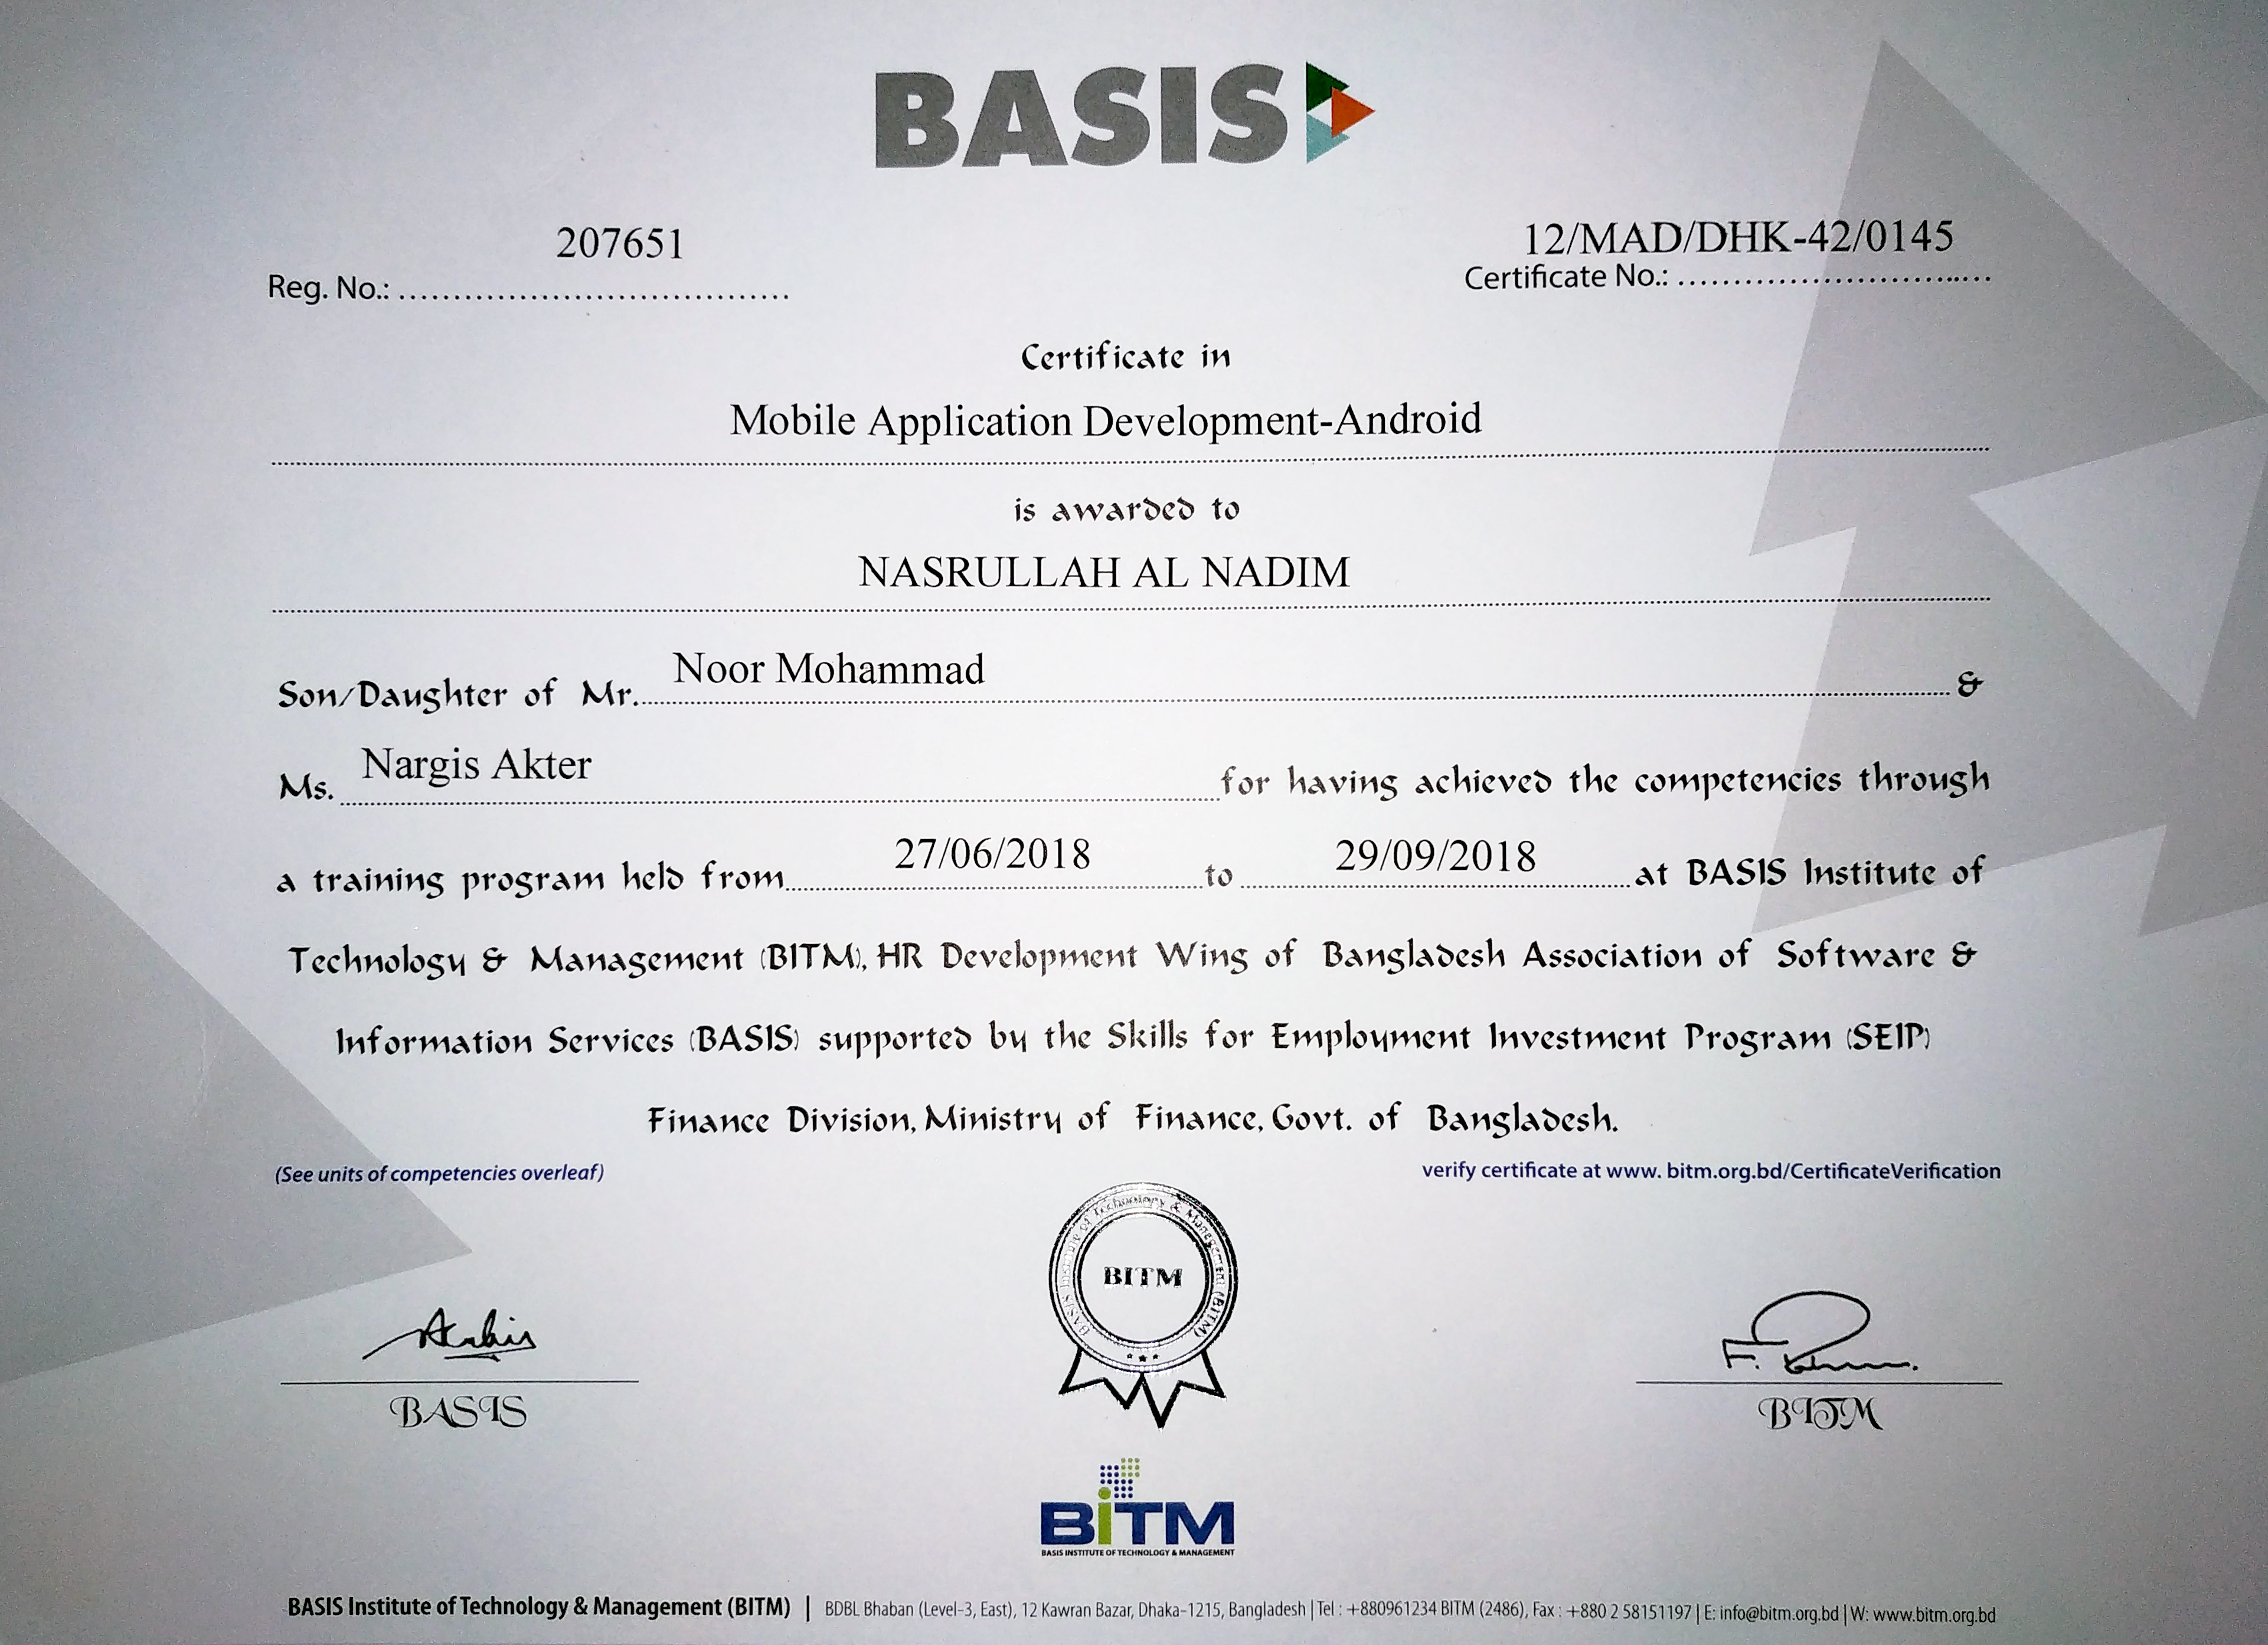 BASIS
207651
12/MAD/DHK-42/0145
Reg. No.: ....................................
Certificate No.: .............................
Certificate in
Mobile Application Development-Android
is awarded to
NASRULLAH AL NADIM
Son/Daughter of Mr. Noor Mohammad &
Ms. Nargis Akter for having achieved the competencies through
a training program held from 27/06/2018 to 29/09/2018 at BASIS Institute of
Technology & Management (BITM), HR Development Wing of Bangladesh Association of Software &
Information Services (BASIS) supported by the Skills for Employment Investment Program (SEIP)
Finance Division, Ministry of Finance, Govt. of Bangladesh.
(See units of competencies overleaf)
verify certificate at www. bitm.org.bd/CertificateVerification
BASIS Institute of Technology & Management (BITM)
BITM
BASIS
BITM
BiTM
BASIS INSTITUTE OF TECHNOLOGY & MANAGEMENT
BASIS Institute of Technology & Management (BITM) | BDBL Bhaban (Level-3, East), 12 Kawran Bazar, Dhaka-1215, Bangladesh | Tel : +880961234 BITM (2486), Fax : +880 2 58151197 | E: info@bitm.org.bd | W: www.bitm.org.bd